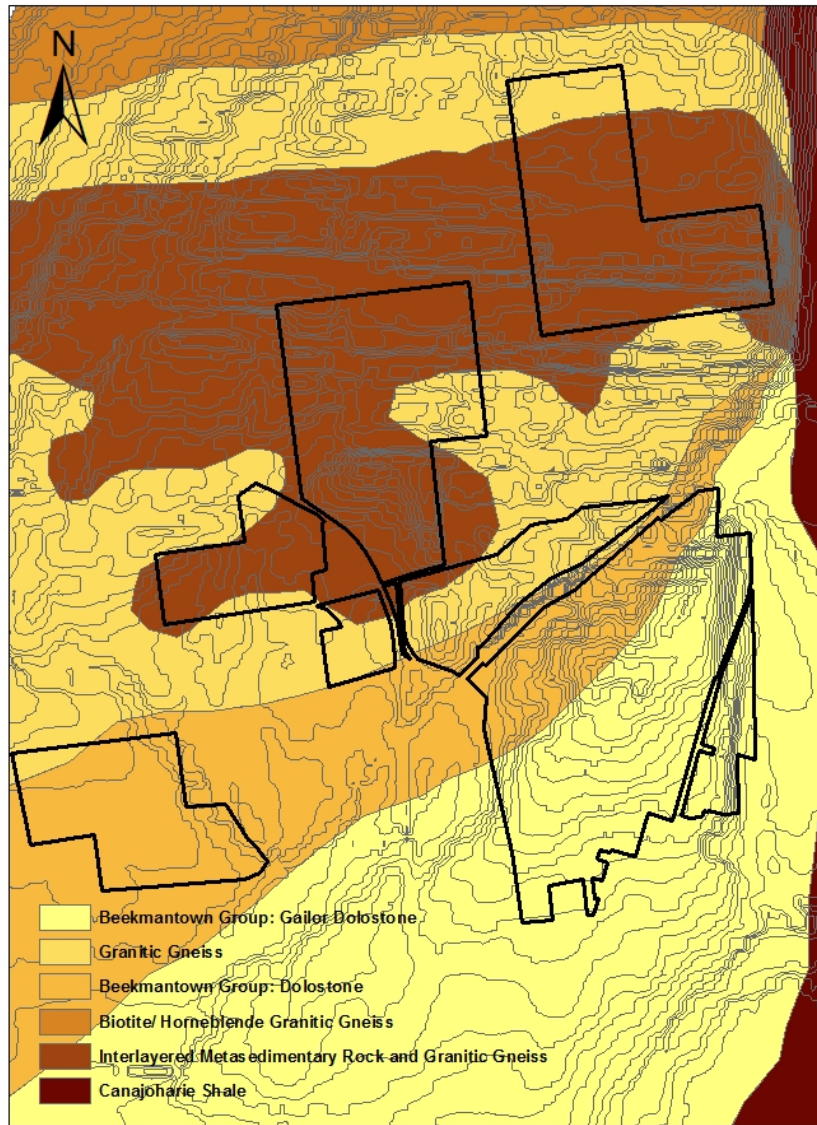 N
Beekmantown Group: Gailor Dolostone
Granitic Gneiss
Beekmantown Group: Dolostone
Biotite/ Horneblende Granitic Gneiss
Interlayered Metasedimentary Rock and Granitic Gneiss
Canajoharie Shale